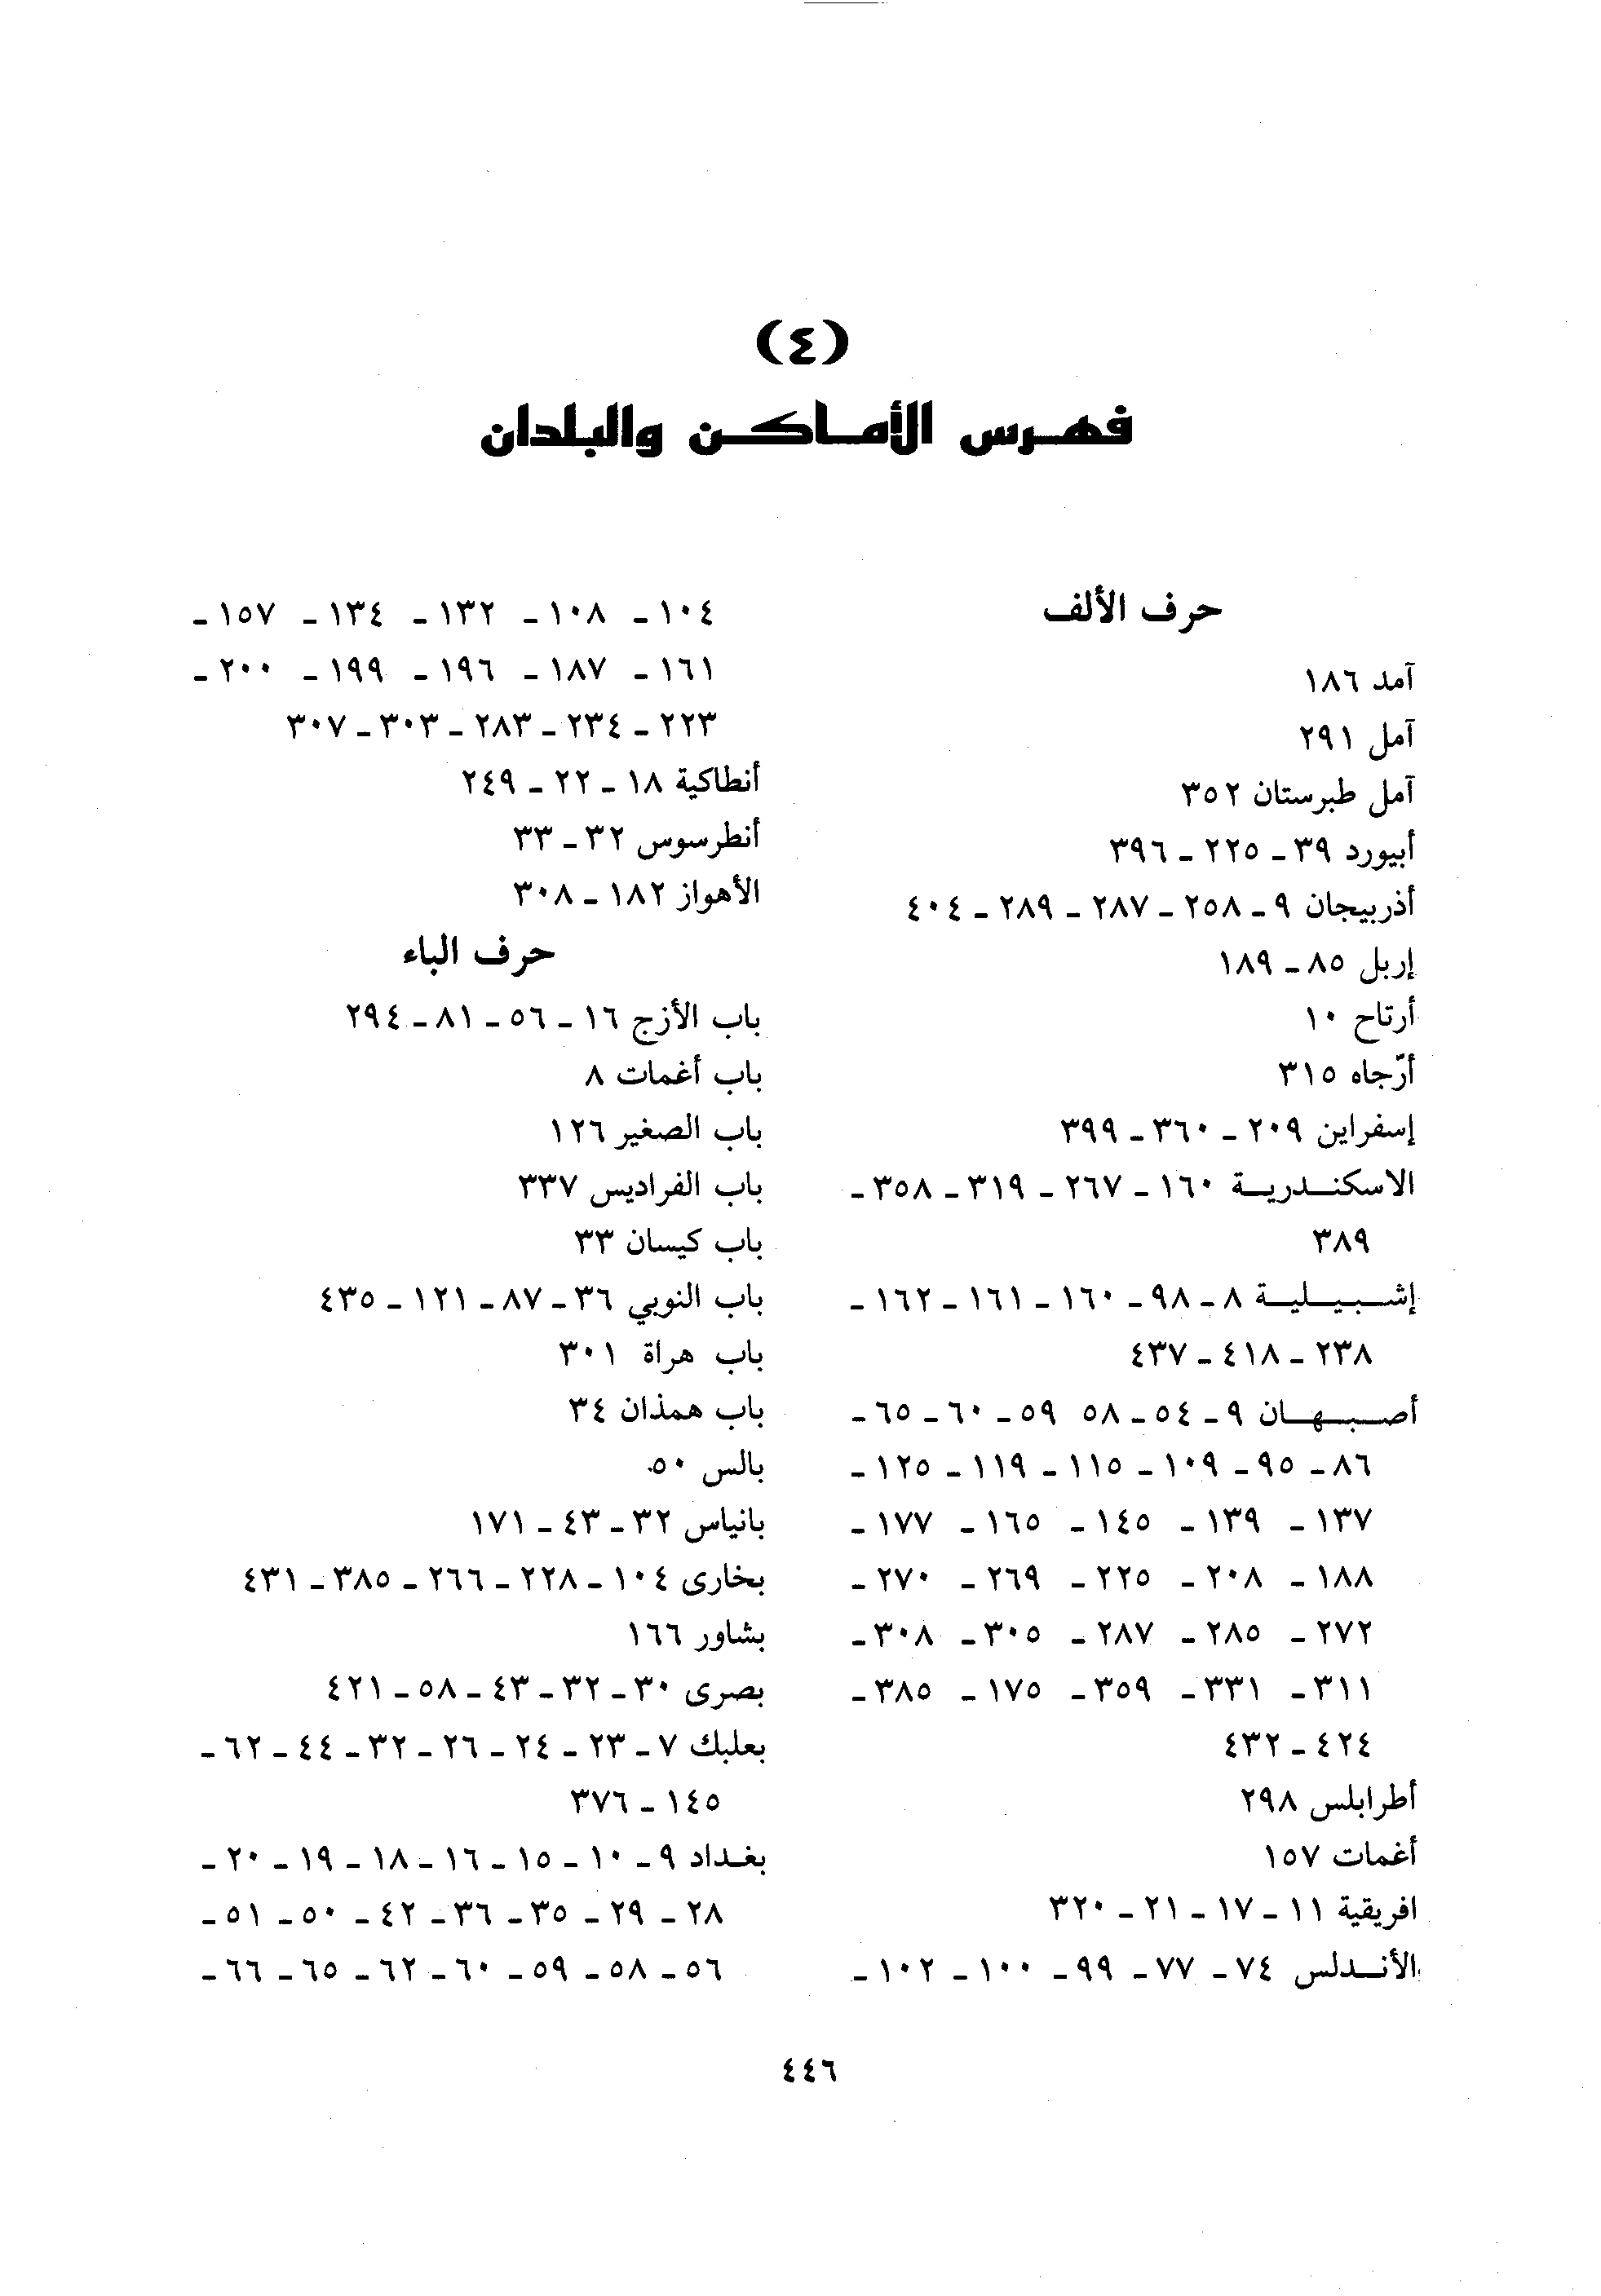 (٤)
فهرس الأماكن والبلدان
حرف الألف
آمد ١٨٦
آمل ٢٩١
آمل طبرستان ٣٥٢
أبيورد ٣٩ - ٢٢٥ - ٣٩٦
أذربيجان ٩ - ٢٥٨ - ٢٨٧ - ٢٨٩ - ٤٠٤
إربل ٨٥ - ١٨٩
أرتاح ١٠
أرّجاه ٣١٥
إسفراين ٢٠٩ - ٣٦٠ - ٣٩٩
الاسكندرية ١٦٠ - ٢٦٧ - ٣١٩ - ٣٥٨ -
٣٨٩
إشبيلية ٨ - ٩٨ - ١٦٠ - ١٦١ - ١٦٢ -
٢٣٨ - ٤١٨ - ٤٣٧
أصبهان ٩ - ٥٤ - ٥٨ ٥٩ - ٦٠ - ٦٥ -
٨٦ - ٩٥ - ١٠٩ - ١١٥ - ١١٩ - ١٢٥ -
١٣٧ - ١٣٩ - ١٤٥ - ١٦٥ - ١٧٧ -
١٨٨ - ٢٠٨ - ٢٢٥ - ٢٦٩ - ٢٧٠ -
٢٧٢ - ٢٨٥ - ٢٨٧ - ٣٠٥ - ٣٠٨ -
٣١١ - ٣٣١ - ٣٥٩ - ١٧٥ - ٣٨٥ -
٤٢٤ - ٤٣٢
أطرابلس ٢٩٨
أغمات ١٥٧
افريقية ١١ - ١٧ - ٢١ - ٣٢٠
الأندلس ٧٤ - ٧٧ - ٩٩ - ١٠٠ - ١٠٢ -
١٠٤ - ١٠٨ - ١٣٢ - ١٣٤ - ١٥٧ -
١٦١ - ١٨٧ - ١٩٦ - ١٩٩ - ٢٠٠ -
٢٢٣ - ٢٣٤ - ٢٨٣ - ٣٠٣ - ٣٠٧
أنطاكية ١٨ - ٢٢ - ٢٤٩
أنطرسوس ٣٢ - ٣٣
الأهواز ١٨٢ - ٣٠٨
حرف الباء
باب الأزج ١٦ - ٥٦ - ٨١ - ٢٩٤
باب أغمات ٨
باب الصغير ١٢٦
باب الفراديس ٣٣٧
باب كيسان ٣٣
باب النوبي ٣٦ - ٨٧ - ١٢١ - ٤٣٥
باب هراة ٣٠١
باب همذان ٣٤
بالس ٥٠
بانياس ٣٢ - ٤٣ - ١٧١
بخارى ١٠٤ - ٢٢٨ - ٢٦٦ - ٣٨٥ - ٤٣١
بشاور ١٦٦
بصرى ٣٠ - ٣٢ - ٤٣ - ٥٨ - ٤٢١
بعلبك ٧ - ٢٣ - ٢٤ - ٢٦ - ٣٢ - ٤٤ - ٦٢ -
١٤٥ - ٣٧٦
بغداد ٩ - ١٠ - ١٥ - ١٦ - ١٨ - ١٩ - ٢٠ -
٢٨ - ٢٩ - ٣٥ - ٣٦ - ٤٢ - ٥٠ - ٥١ -
٥٦ - ٥٨ - ٥٩ - ٦٠ - ٦٢ - ٦٥ - ٦٦ -
٤٤٦